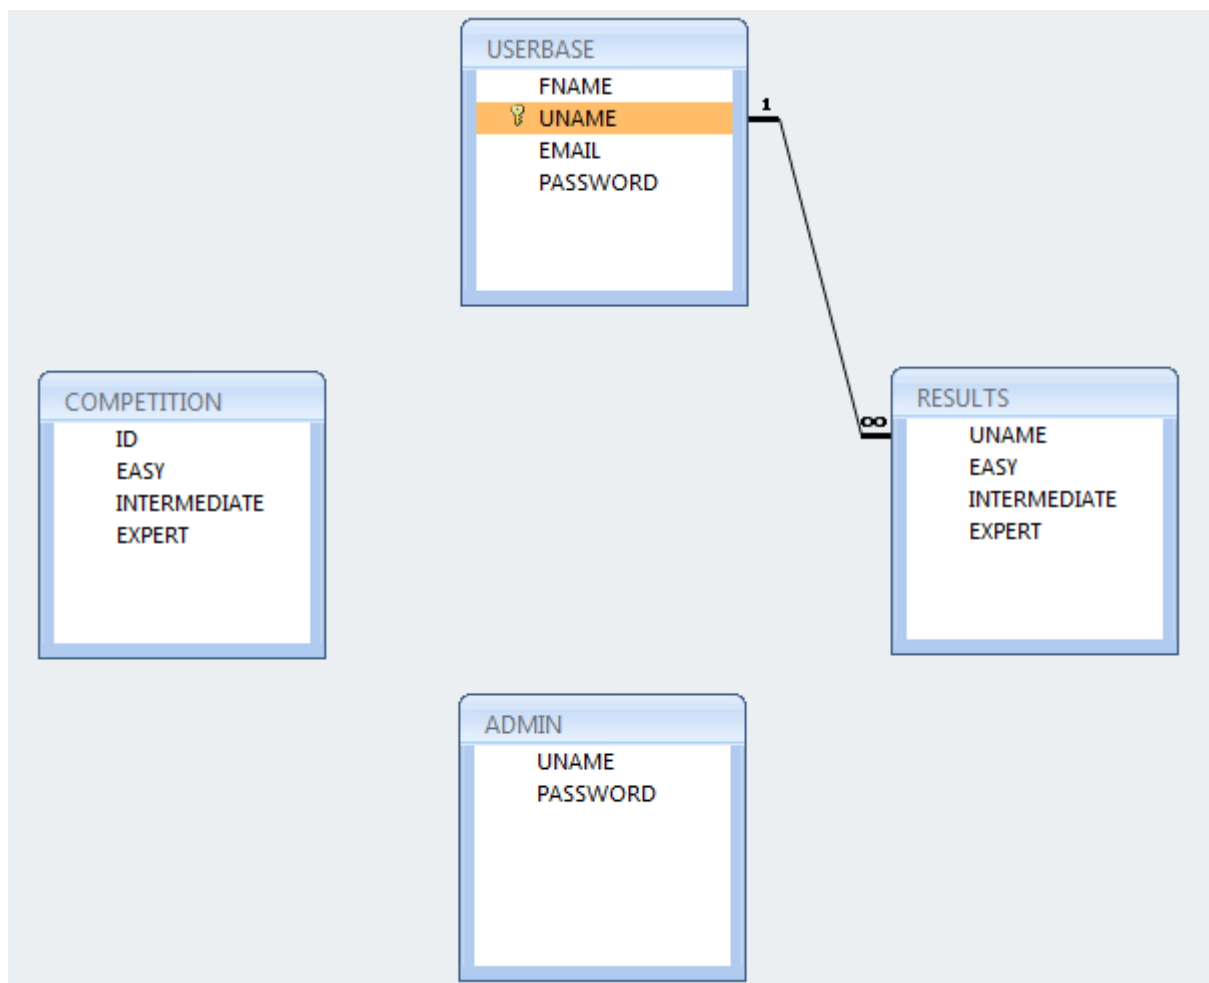 USERBASE
FNAME
UNAME
EMAIL
PASSWORD
1
∞
COMPETITION
ID
EASY
INTERMEDIATE
EXPERT
RESULTS
UNAME
EASY
INTERMEDIATE
EXPERT
ADMIN
UNAME
PASSWORD